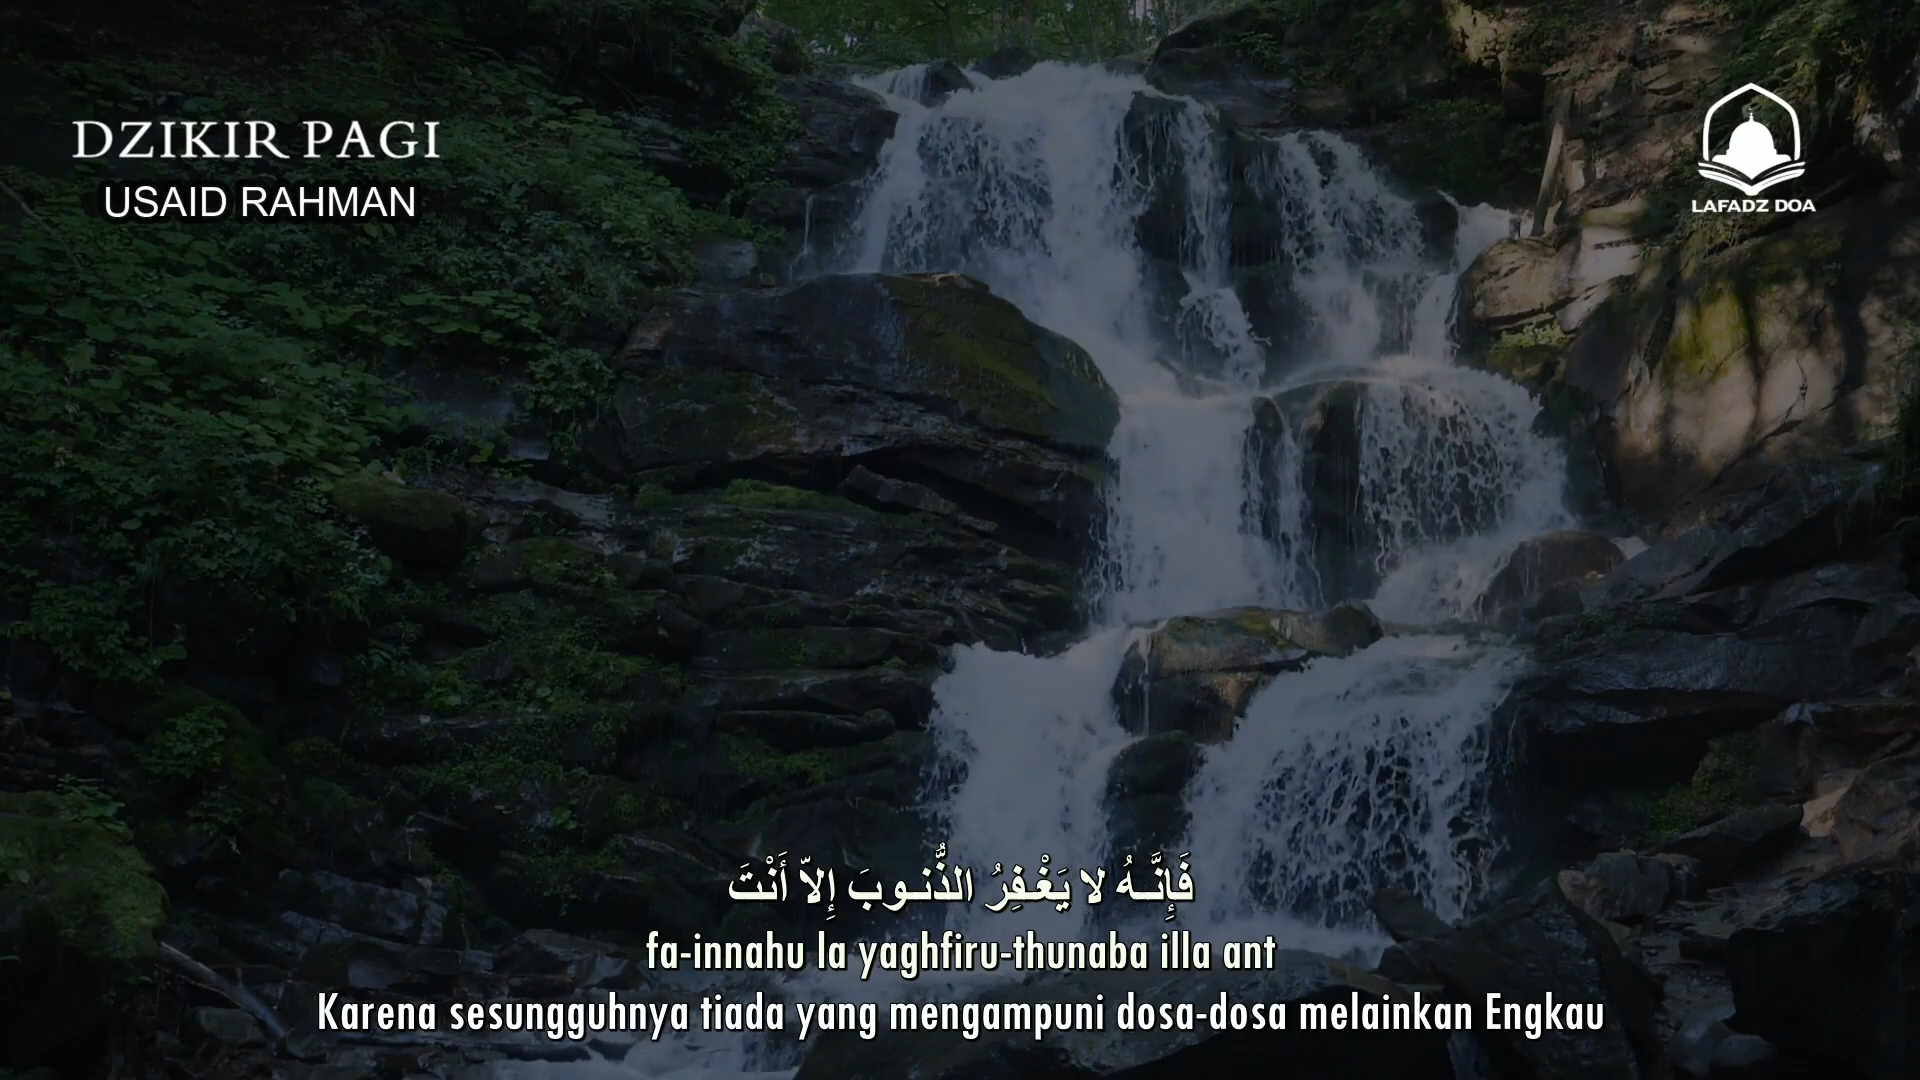 DZIKIR PAGI
USAID RAHMAN
LAFADZ DOA
فَإِنَّـهُ لا يَغْـفِرُ الذُّنـوبَ إِلاّ أَنْتَ
fa-innahu la yaghfiru-thunaba illa ant
Karena sesungguhnya tiada yang mengampuni dosa-dosa melainkan Engkau